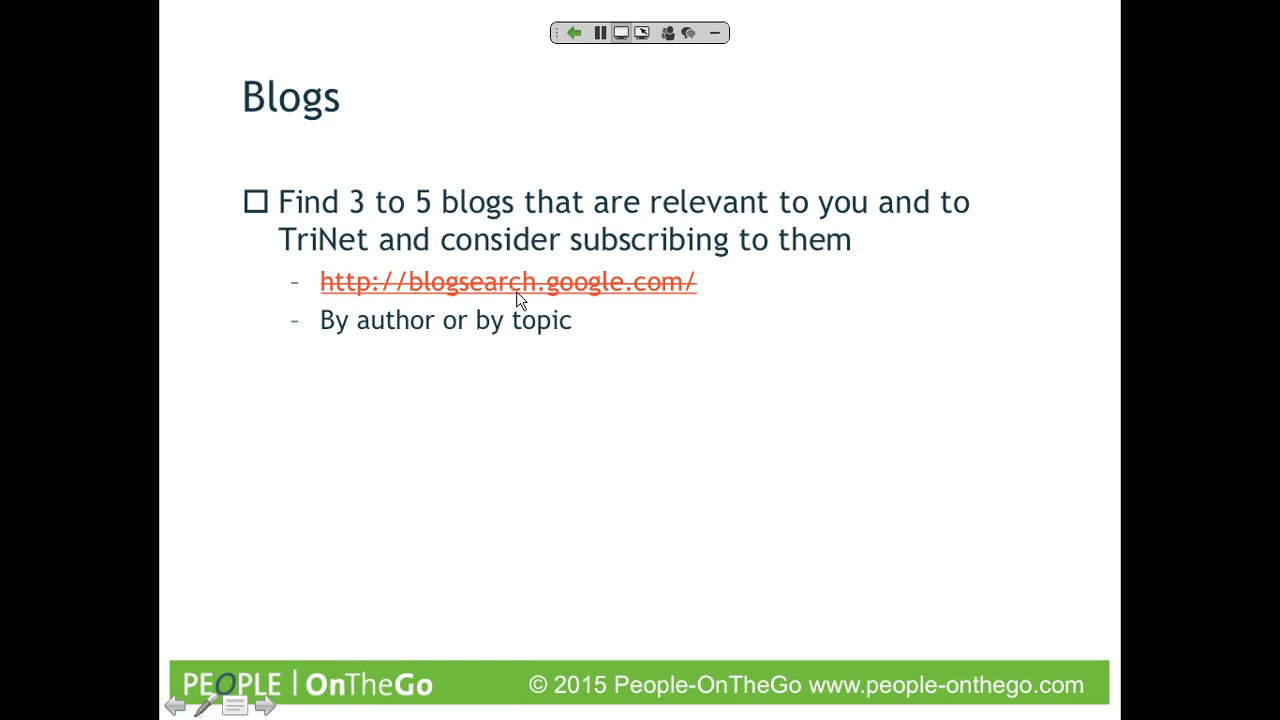 Blogs
Find 3 to 5 blogs that are relevant to you and to
TriNet and consider subscribing to them
- http://blogsearch.google.com/
- By author or by topic
PEOPLE | OnTheGo © 2015 People-OnTheGo www.people-onthego.com